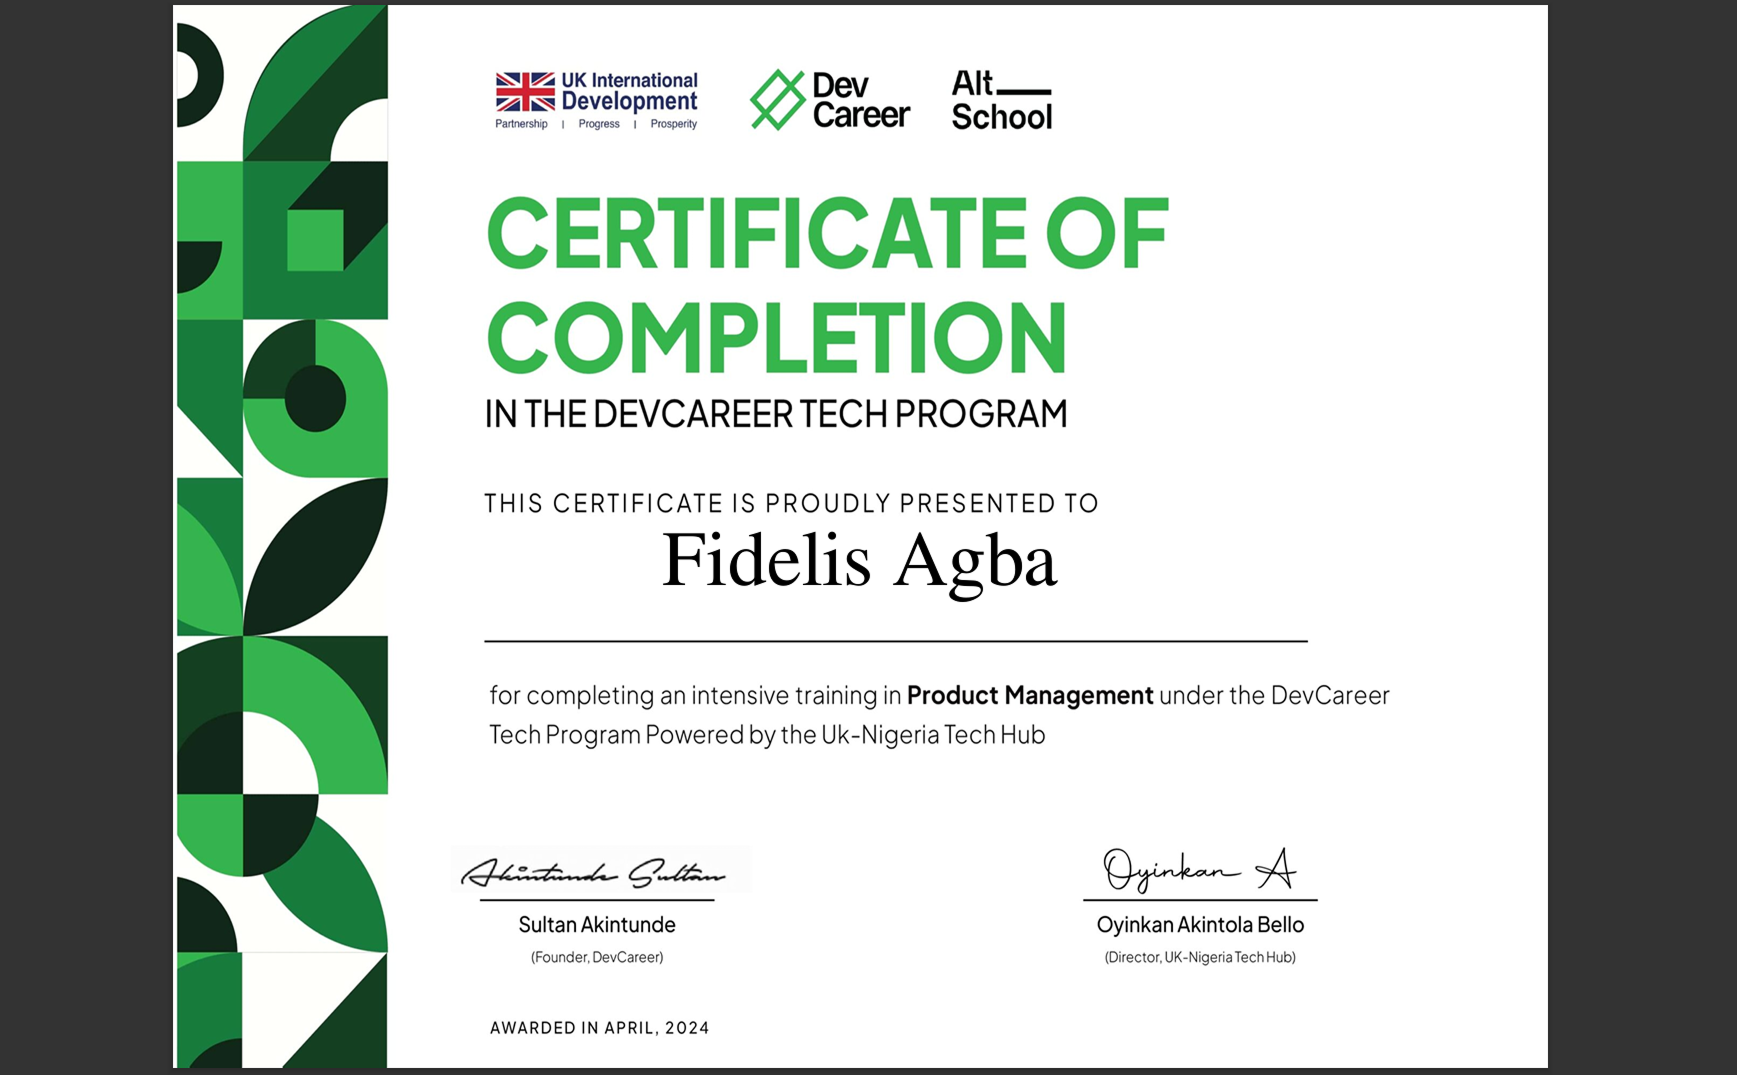 UK International
Development
Partnership | Progress | Prosperity
Dev
Career
Alt
School
CERTIFICATE OF
COMPLETION
IN THE DEVCAREER TECH PROGRAM
THIS CERTIFICATE IS PROUDLY PRESENTED TO
Fidelis Agba
for completing an intensive training in Product Management under the DevCareer
Tech Program Powered by the Uk-Nigeria Tech Hub
Akintunde Sultan
Oyinkan A
Sultan Akintunde
Oyinkan Akintola Bello
(Founder, DevCareer)
(Director, UK-Nigeria Tech Hub)
AWARDED IN APRIL, 2024